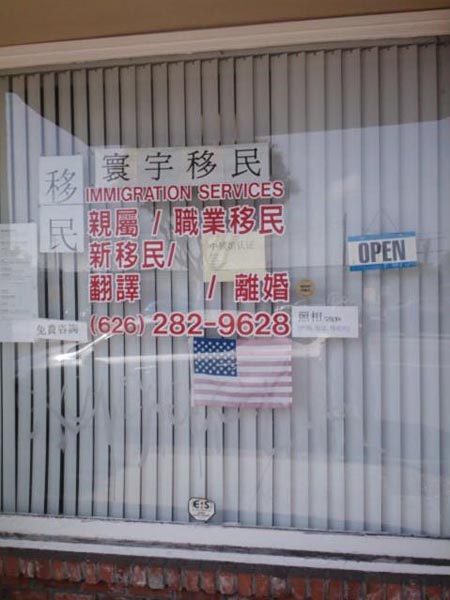 寰宇移民
移民
IMMIGRATION SERVICES
親屬 / 職業移民
新移民/
翻譯 / 離婚
(626) 282-9628
OPEN
免費咨詢
照相